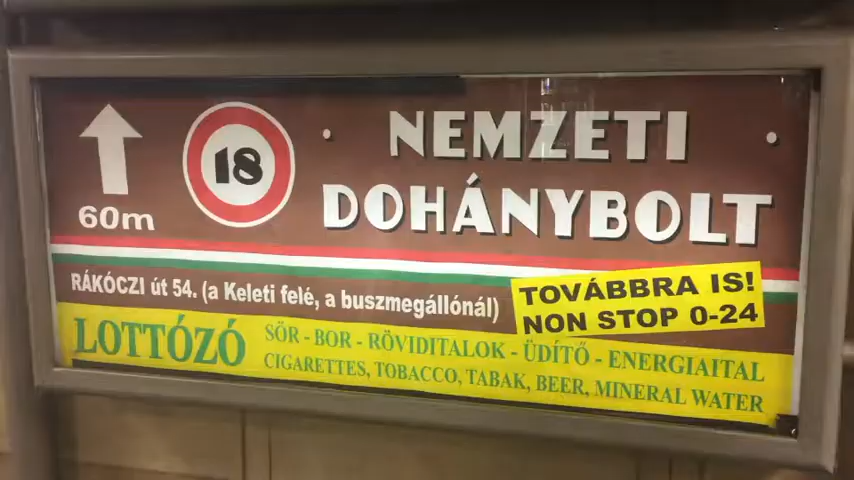 18
NEMZETI
DOHÁNYBOLT
60m
RÁKÓCZI út 54. (a Keleti felé, a buszmegállónál)
TOVÁBBRA IS!
NON STOP 0-24
LOTTÓZÓ
SÖR - BOR - RÖVIDITALOK - ÜDÍTŐ - ENERGIAITAL
CIGARETTES, TOBACCO, TABAK, BEER, MINERAL WATER